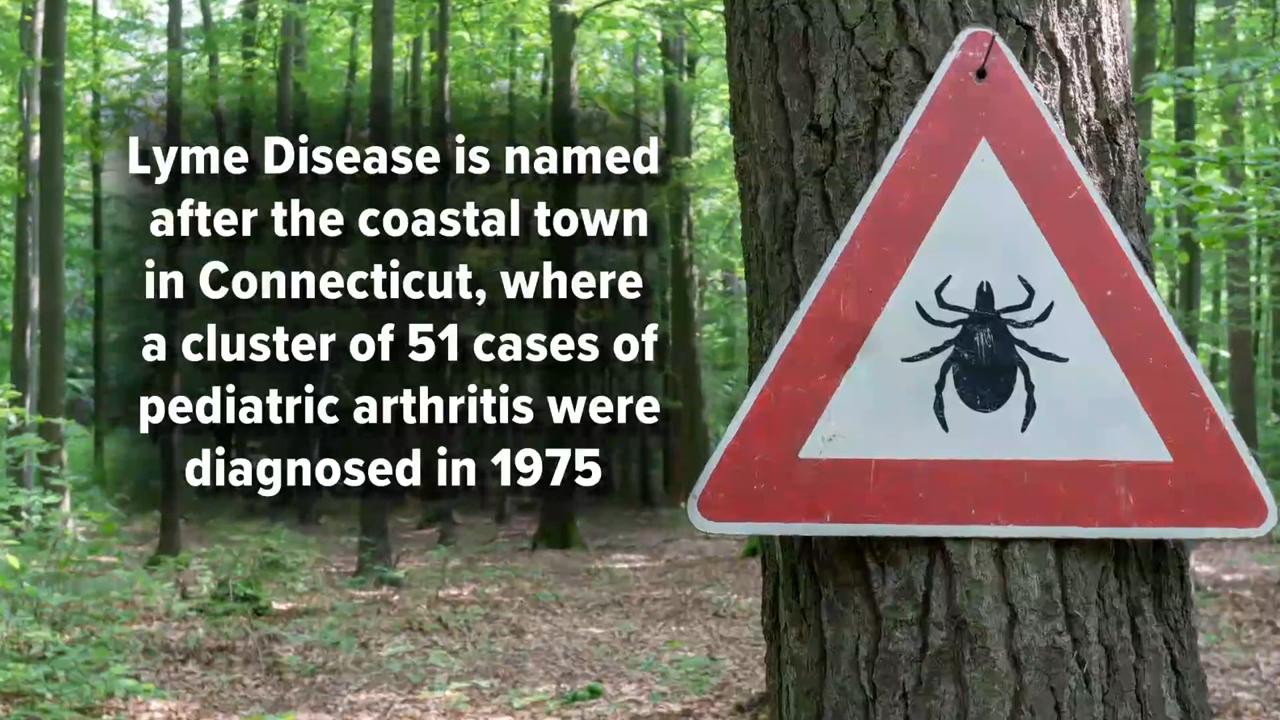 Lyme Disease is named
after the coastal town
in Connecticut, where
a cluster of 51 cases of
pediatric arthritis were
diagnosed in 1975